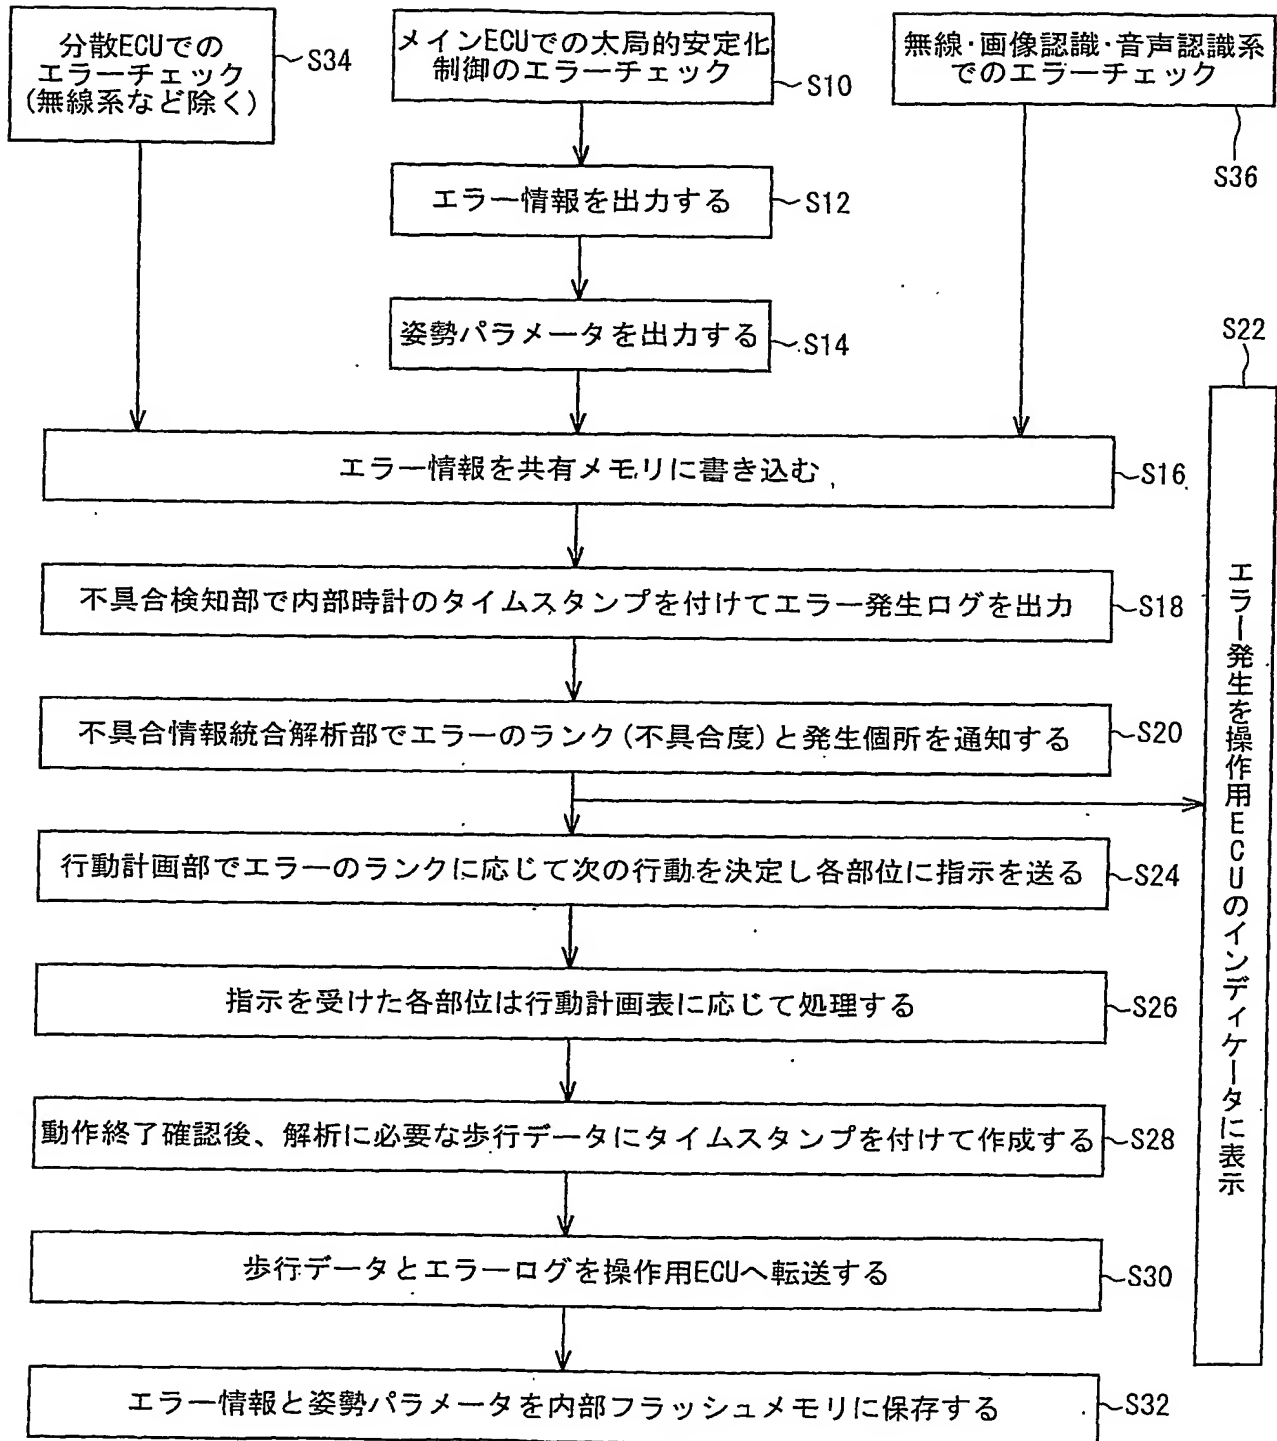 分散ECUでの
エラーチェック
(無線系など除く)
S34
メインECUでの大局的安定化
制御のエラーチェック
S10
無線・画像認識・音声認識系
でのエラーチェック
S36
エラー情報を出力する
S12
姿勢パラメータを出力する
S14
S22
エラー情報を共有メモリに書き込む
S16
不具合検知部で内部時計のタイムスタンプを付けてエラー発生ログを出力
S18
不具合情報統合解析部でエラーのランク(不具合度)と発生個所を通知する
S20
エラー発生を操作用ECUのインディケータに表示
行動計画部でエラーのランクに応じて次の行動を決定し各部位に指示を送る
S24
指示を受けた各部位は行動計画表に応じて処理する
S26
動作終了確認後、解析に必要な歩行データにタイムスタンプを付けて作成する
S28
歩行データとエラーログを操作用ECUへ転送する
S30
エラー情報と姿勢パラメータを内部フラッシュメモリに保存する
S32